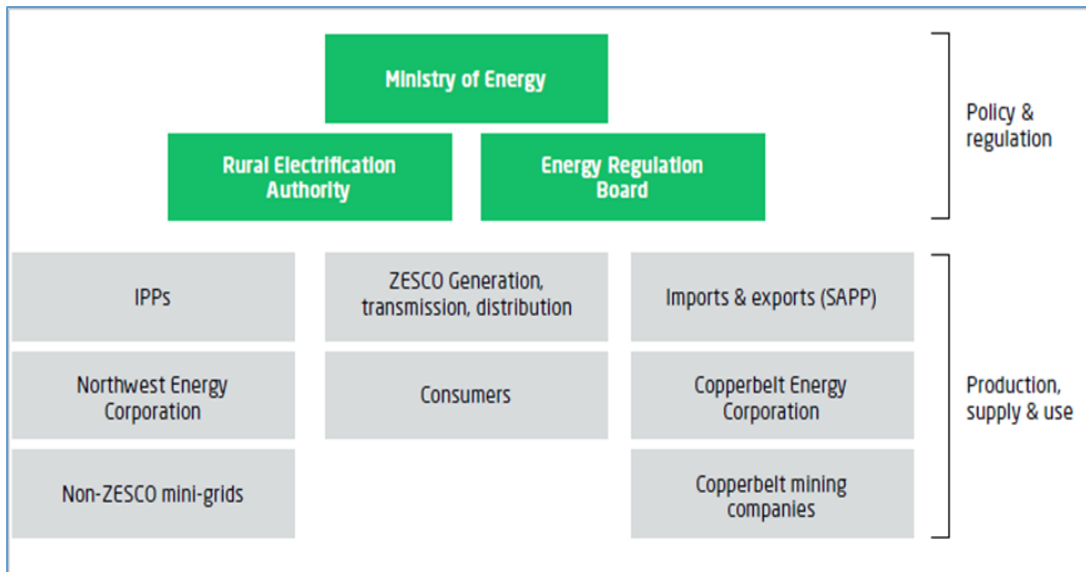 Ministry of Energy
Policy &
regulation
Rural Electrification
Authority
Energy Regulation
Board
IPPs
ZESCO Generation,
transmission, distribution
Imports & exports (SAPP)
Northwest Energy
Corporation
Consumers
Copperbelt Energy
Corporation
Production,
supply & use
Non-ZESCO mini-grids
Copperbelt mining
companies